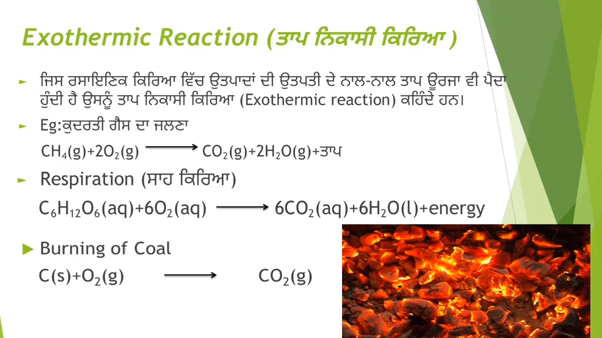 Exothermic Reaction (ਤਾਪ ਨਿਕਾਸੀ ਕਿਰਿਆ )
► ਜਿਸ ਰਸਾਇਣਿਕ ਕਿਰਿਆ ਵਿੱਚ ਉਤਪਾਦਾਂ ਦੀ ਉਤਪਤੀ ਦੇ ਨਾਲ-ਨਾਲ ਤਾਪ ਊਰਜਾ ਵੀ ਪੈਦਾ
ਹੁੰਦੀ ਹੈ ਉਸਨੂੰ ਤਾਪ ਨਿਕਾਸੀ ਕਿਰਿਆ (Exothermic reaction) ਕਹਿੰਦੇ ਹਨ।
► Eg:ਕੁਦਰਤੀ ਗੈਸ ਦਾ ਜਲਣਾ
CH₄(g)+2O₂(g) ⟶ CO₂(g)+2H₂O(g)+ਤਾਪ
► Respiration (ਸਾਹ ਕਿਰਿਆ)
C₆H₁₂O₆(aq)+6O₂(aq) ⟶ 6CO₂(aq)+6H₂O(l)+energy
► Burning of Coal
C(s)+O₂(g) ⟶ CO₂(g)